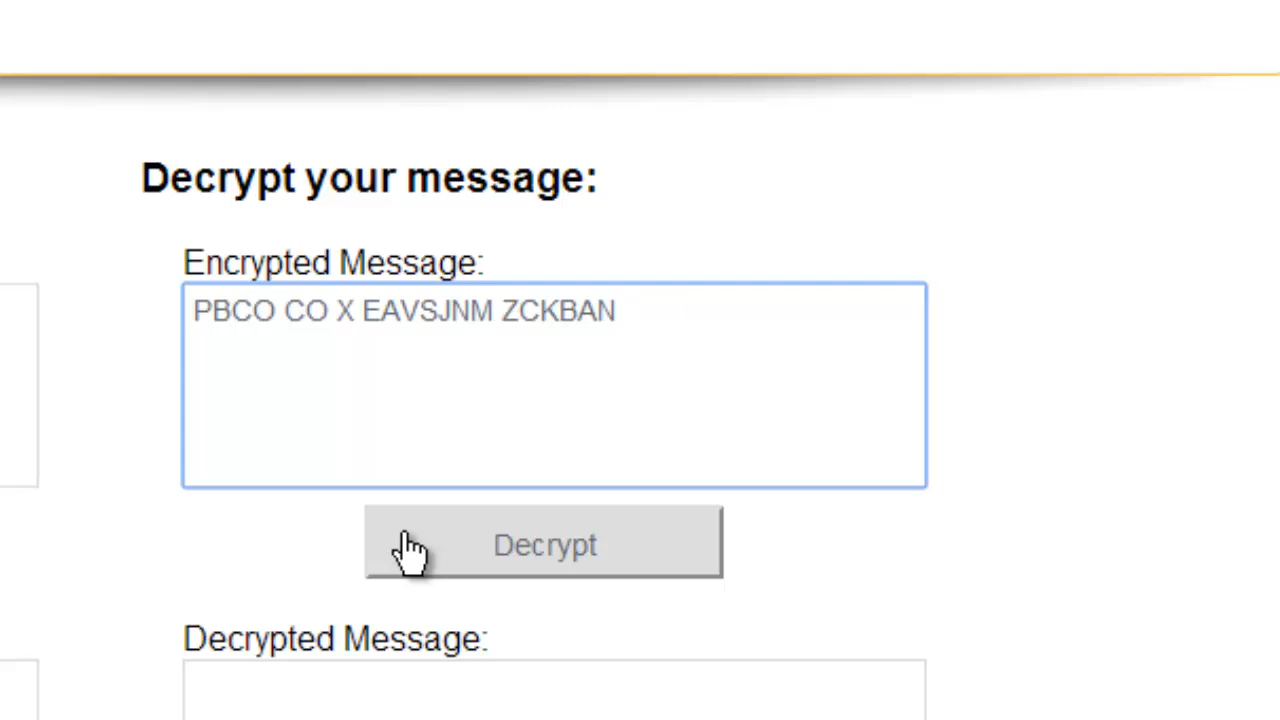 Decrypt your message:
Encrypted Message:
PBCO CO X EAVSJNM ZCKBAN
Decrypt
Decrypted Message: